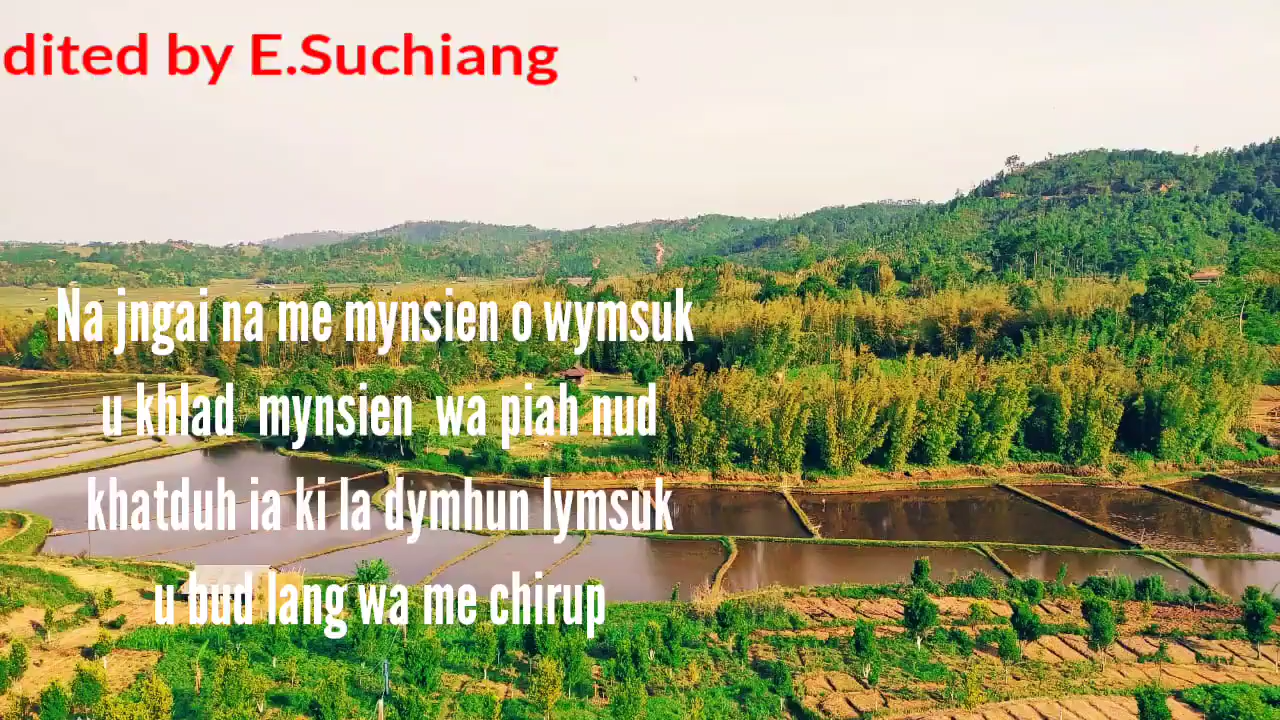 dited by E.Suchiang
Na jngai na me mynsien o wymsuk
u khlad mynsien wa piah nud
khatduh ia ki la dymhun lymsuk
u bud lang wa me chirup